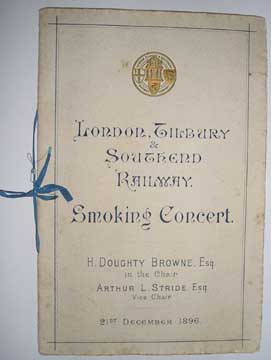 LONDON, TILBURY
&
SOUTHEND
RAILWAY.
Smoking Concert.
H. DOUGHTY BROWNE, Esq.
in the Chair
ARTHUR L. STRIDE, Esq.
Vice Chair
21ST DECEMBER 1896.